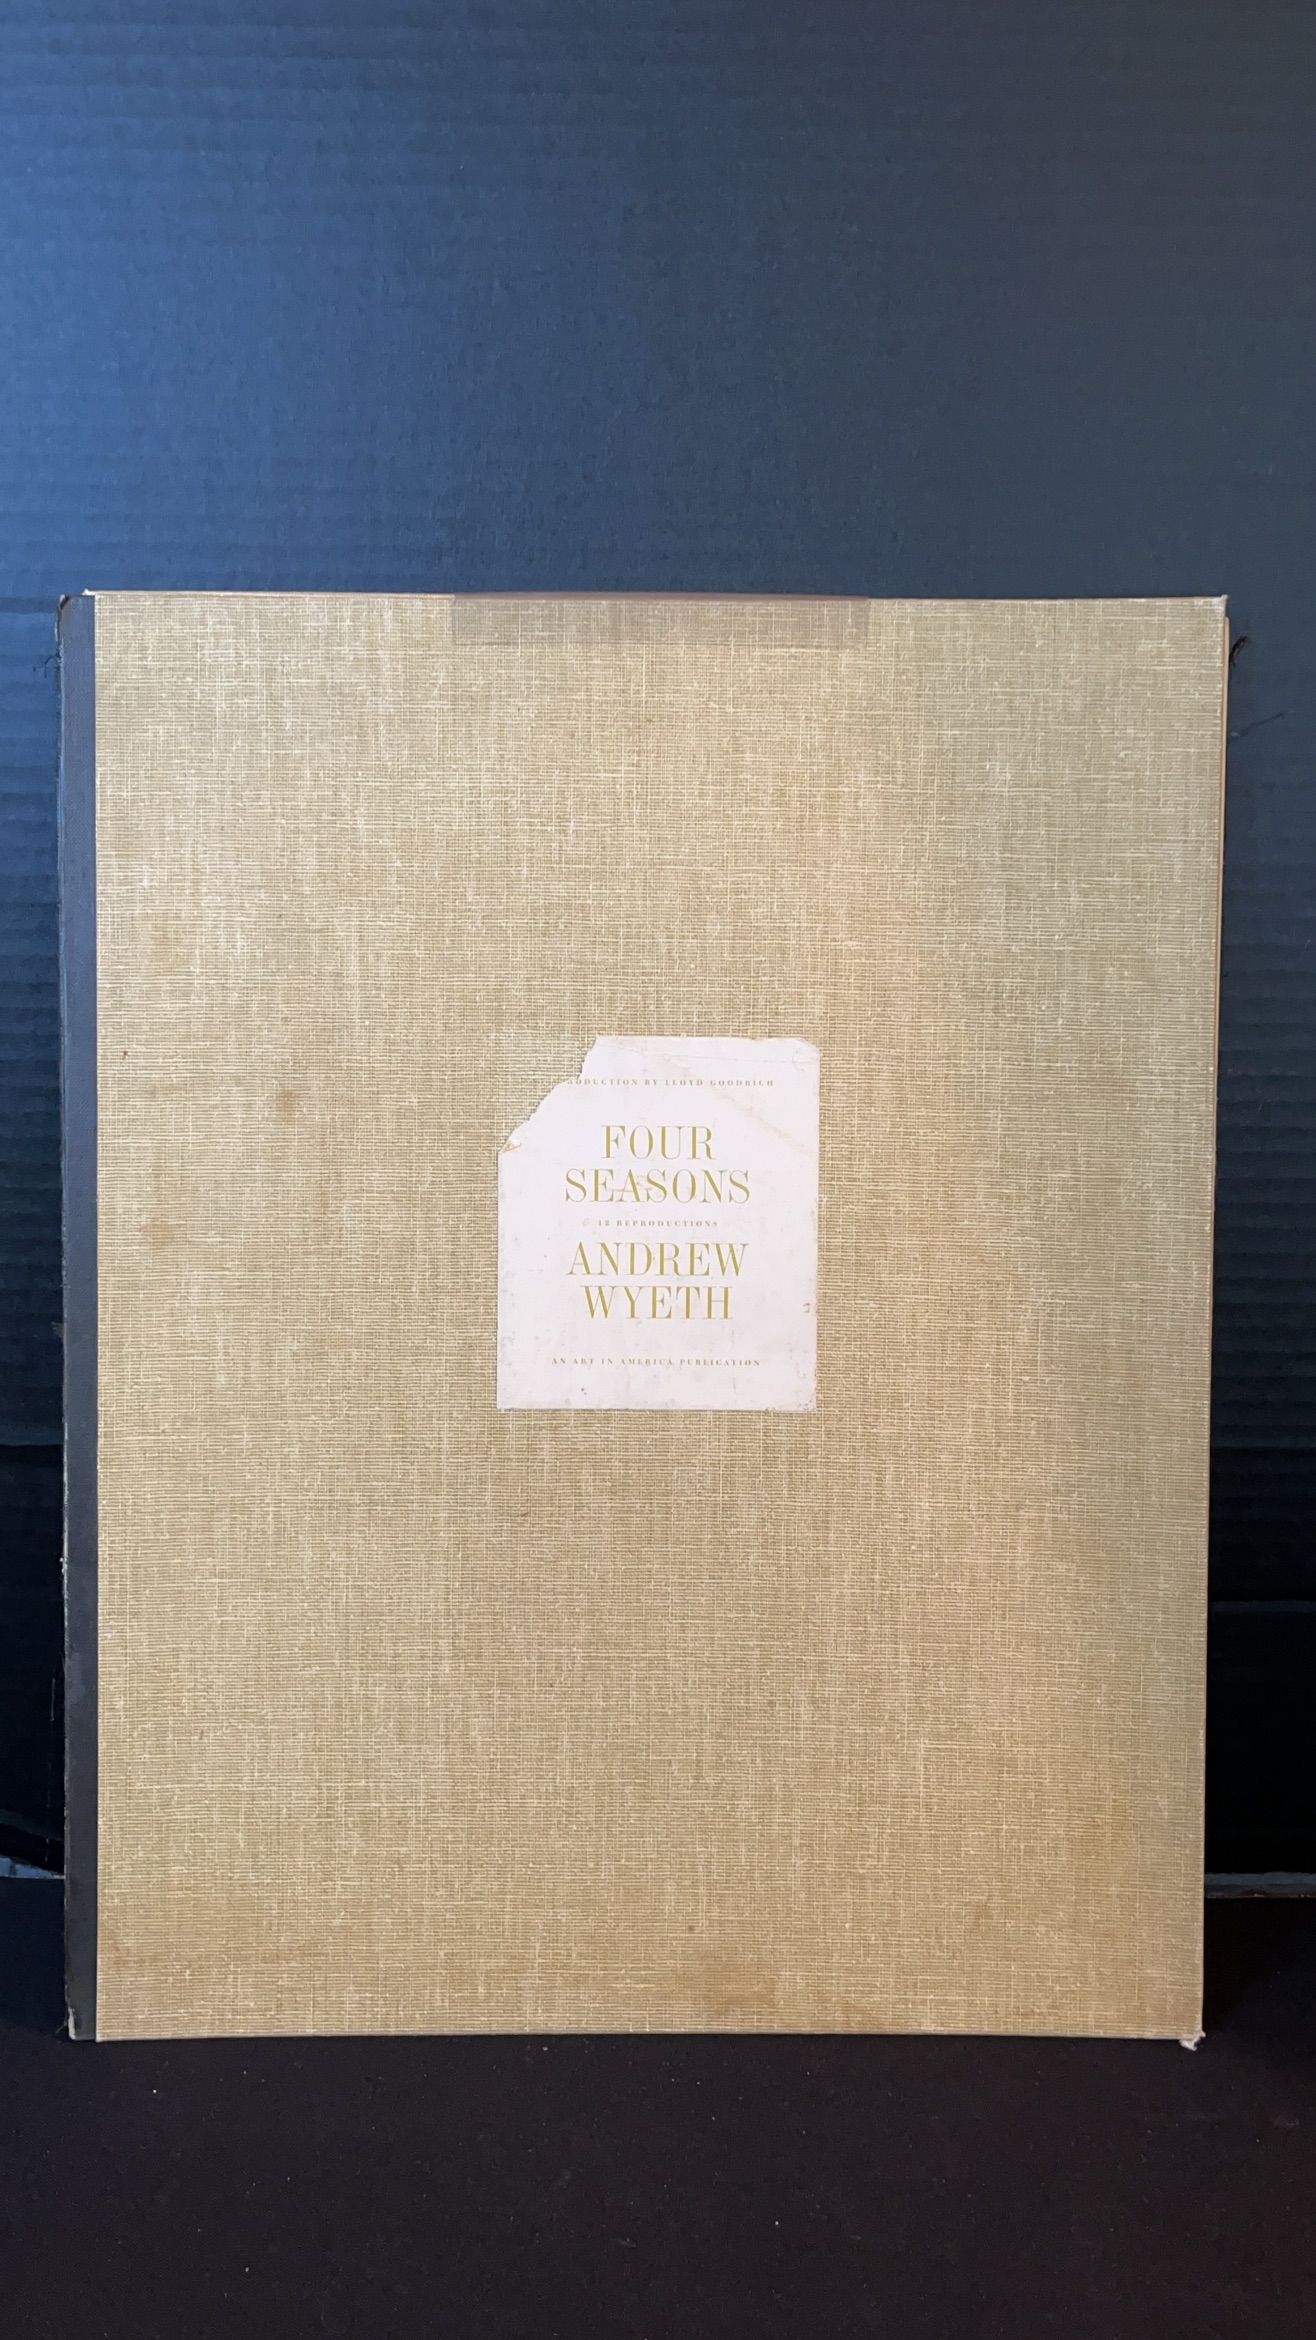 ODUCTION BY LLOYD GOODRICH
FOUR
SEASONS
12 REPRODUCTIONS
ANDREW
WYETH
AN ART IN AMERICA PUBLICATION